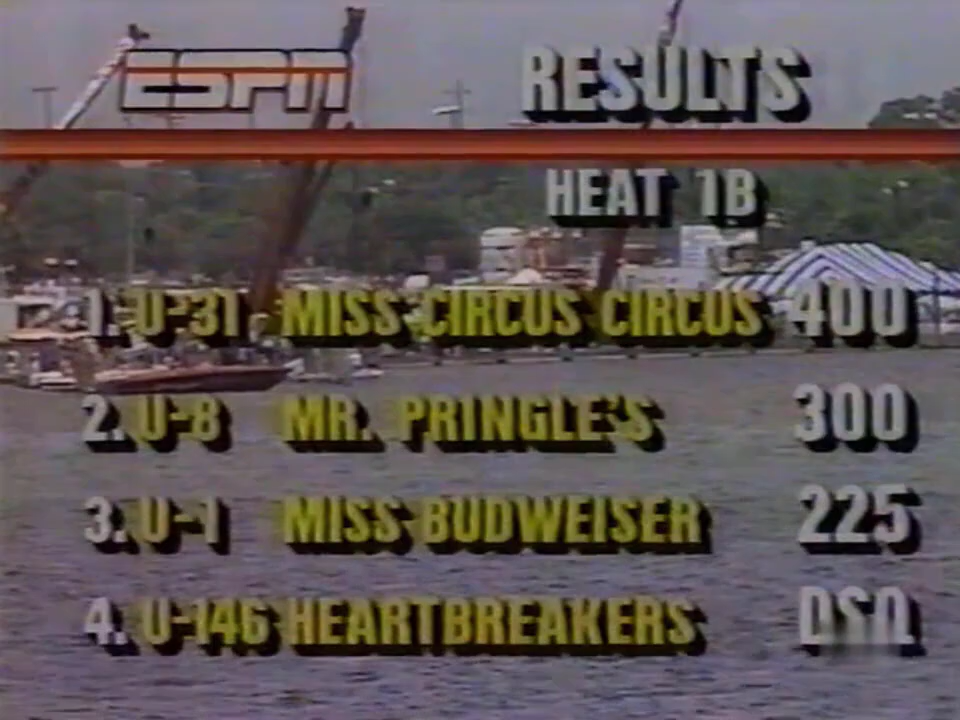 ESPN RESULTS
HEAT 1B
1. U-31 MISS CIRCUS CIRCUS 400
2. U-8 MR. PRINGLE'S 300
3. U-1 MISS BUDWEISER 225
4. U-146 HEARTBREAKERS DSQ